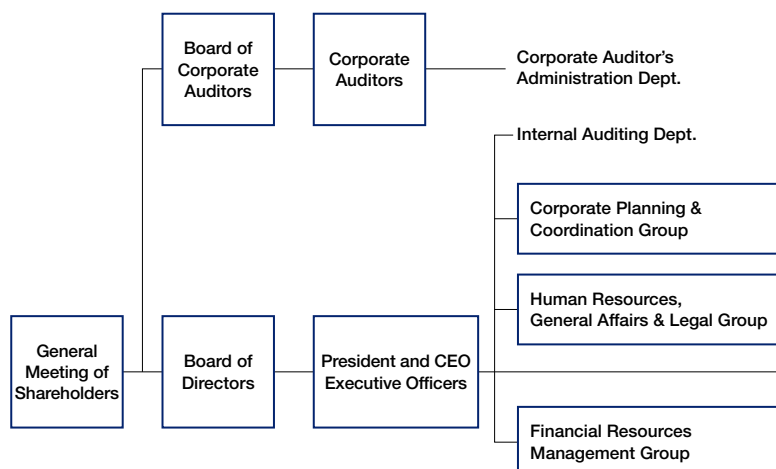 Board of
Corporate
Auditors
Corporate
Auditors
Corporate Auditor's
Administration Dept.
Internal Auditing Dept.
Corporate Planning &
Coordination Group
Human Resources,
General Affairs & Legal Group
General
Meeting of
Shareholders
Board of
Directors
President and CEO
Executive Officers
Financial Resources
Management Group